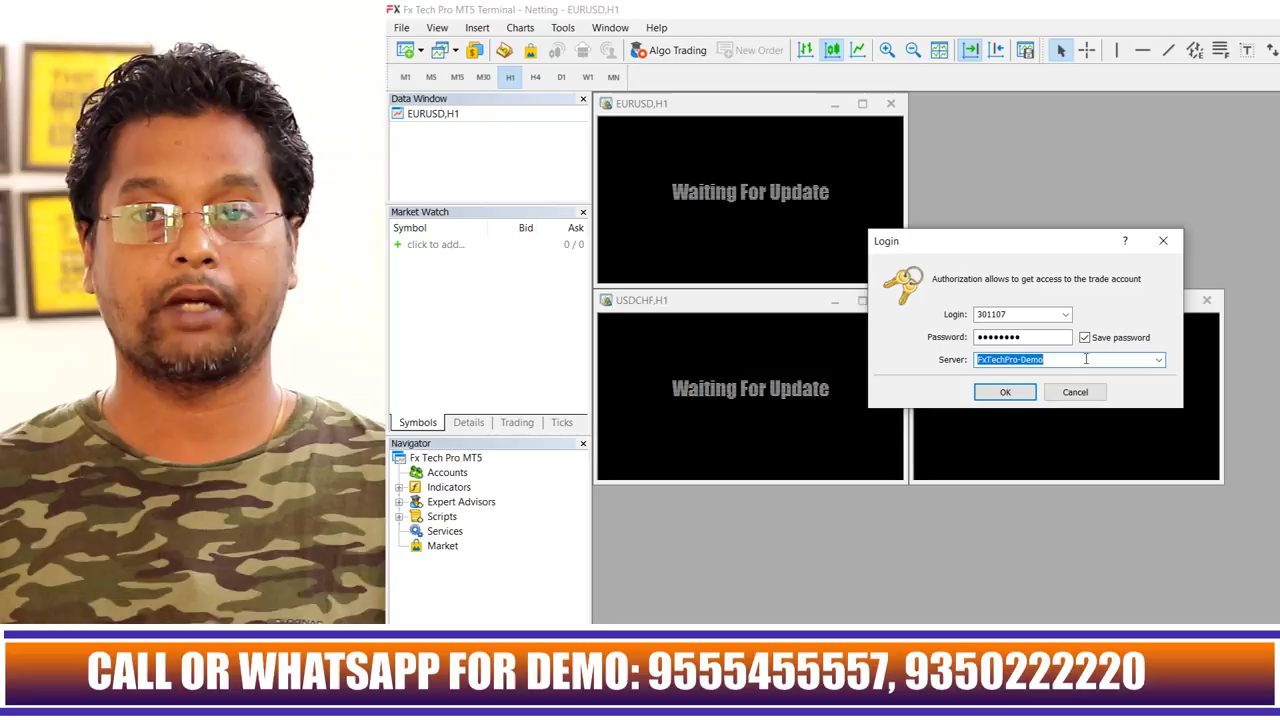 Fx Tech Pro MT5 Terminal - Netting - EURUSD,H1
File View Insert Charts Tools Window Help
Algo Trading New Order T
M1 M5 M15 M30 H1 H4 D1 W1 MN
Data Window
EURUSD,H1
Market Watch
Symbol Bid Ask
click to add... 0 / 0
Symbols Details Trading Ticks
Navigator
Fx Tech Pro MT5
Accounts
Indicators
Expert Advisors
Scripts
Services
Market
EURUSD,H1
Waiting For Update
USDCHF,H1
Waiting For Update
Login
Authorization allows to get access to the trade account
Login: 301107
Password: ●●●●●●●● Save password
Server: FxTechPro-Demo
OK Cancel
CALL OR WHATSAPP FOR DEMO: 9555455557, 9350222220